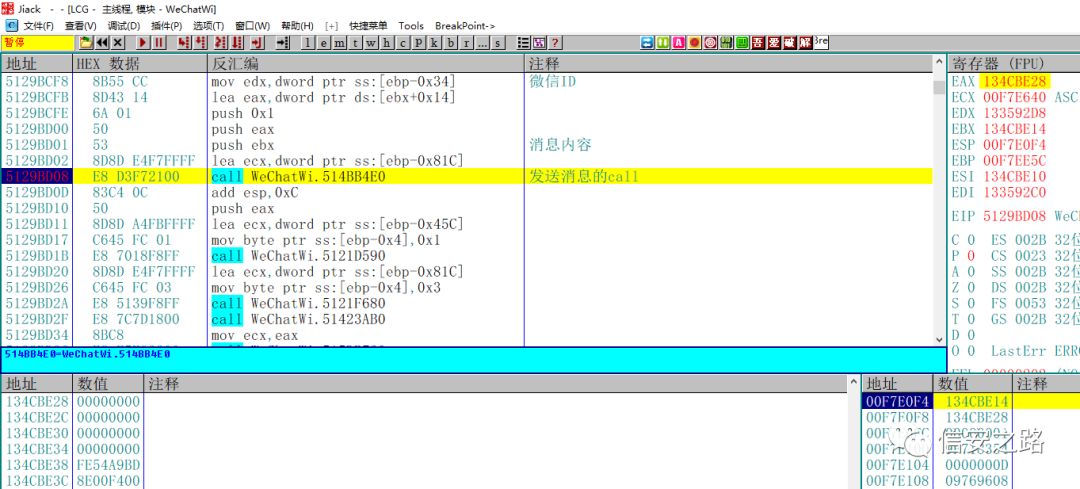 Jiack - - [LCG - 主线程, 模块 - WeChatWi]
文件(F) 查看(V) 调试(D) 插件(P) 选项(T) 窗口(W) 帮助(H) [+] 快捷菜单 Tools BreakPoint->
暂停 l e m t w h c p k b r ... s ?
地址 HEX 数据 反汇编 注释 寄存器 (FPU)
5129BCF8 8B55 CC mov edx,dword ptr ss:[ebp-0x34] 微信ID
5129BCFB 8D43 14 lea eax,dword ptr ds:[ebx+0x14]
5129BCFE 6A 01 push 0x1
5129BD00 50 push eax
5129BD01 53 push ebx 消息内容
5129BD02 8D8D E4F7FFFF lea ecx,dword ptr ss:[ebp-0x81C]
5129BD08 E8 D3F72100 call WeChatWi.514BB4E0 发送消息的call
5129BD0D 83C4 0C add esp,0xC
5129BD10 50 push eax
5129BD11 8D8D A4FBFFFF lea ecx,dword ptr ss:[ebp-0x45C]
5129BD17 C645 FC 01 mov byte ptr ss:[ebp-0x4],0x1
5129BD1B E8 7018F8FF call WeChatWi.5121D590
5129BD20 8D8D E4F7FFFF lea ecx,dword ptr ss:[ebp-0x81C]
5129BD26 C645 FC 03 mov byte ptr ss:[ebp-0x4],0x3
5129BD2A E8 5139F8FF call WeChatWi.5121F680
5129BD2F E8 7C7D1800 call WeChatWi.51423AB0
5129BD34 8BC8 mov ecx,eax
EAX 134CBE28
ECX 00F7E640 ASC
EDX 133592D8
EBX 134CBE14
ESP 00F7E0F4
EBP 00F7EE5C
ESI 134CBE10
EDI 133592C0
EIP 5129BD08 WeC
C 0 ES 002B 32位
P 0 CS 0023 32位
A 0 SS 002B 32位
Z 0 DS 002B 32位
S 0 FS 0053 32位
T 0 GS 002B 32位
D 0
O 0 LastErr ERRO
514BB4E0=WeChatWi.514BB4E0
地址 数值 注释
134CBE28 00000000
134CBE2C 00000000
134CBE30 00000000
134CBE34 00000000
134CBE38 FE54A9BD
134CBE3C 8E00F400
地址 数值 注释
00F7E0F4 134CBE14
00F7E0F8 134CBE28
00F7E104 0000000D
00F7E108 09769608
信安之路